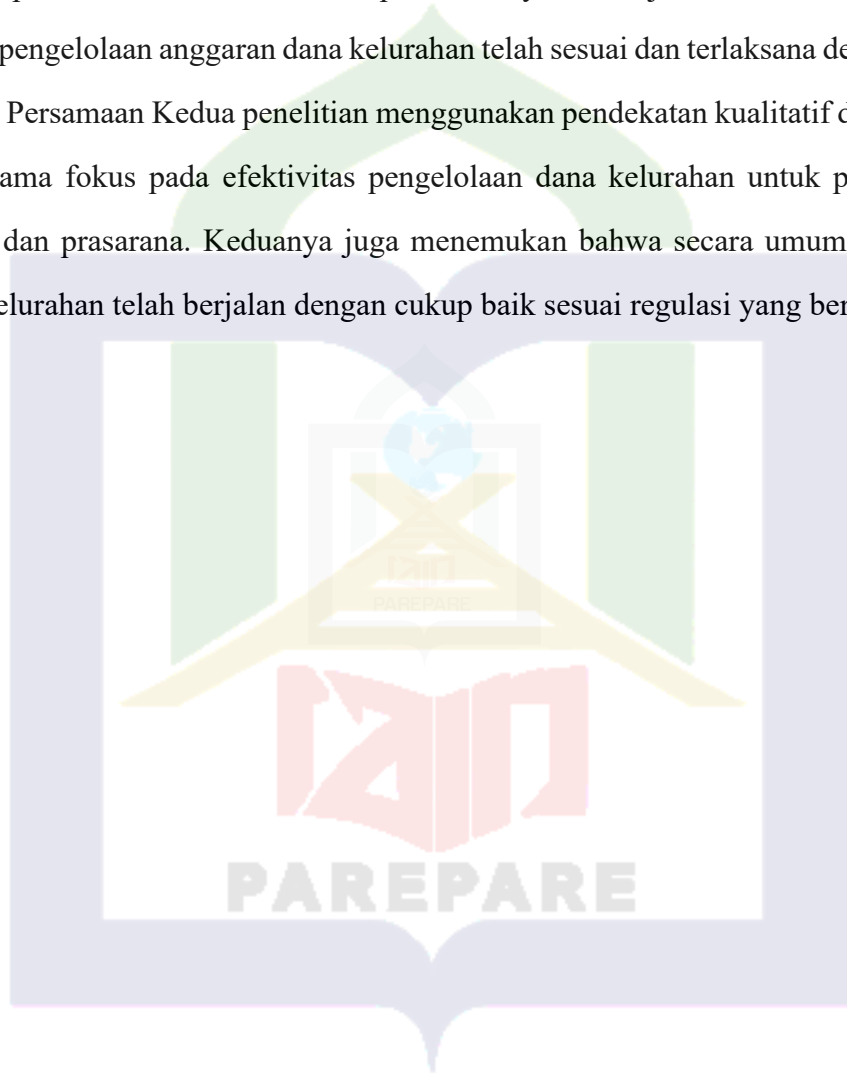 pengelolaan anggaran dana kelurahan telah sesuai dan terlaksana de
Persamaan Kedua penelitian menggunakan pendekatan kualitatif d
ama fokus pada efektivitas pengelolaan dana kelurahan untuk p
dan prasarana. Keduanya juga menemukan bahwa secara umum
elurahan telah berjalan dengan cukup baik sesuai regulasi yang ber
iain
PAREPARE
iain
PAREPARE